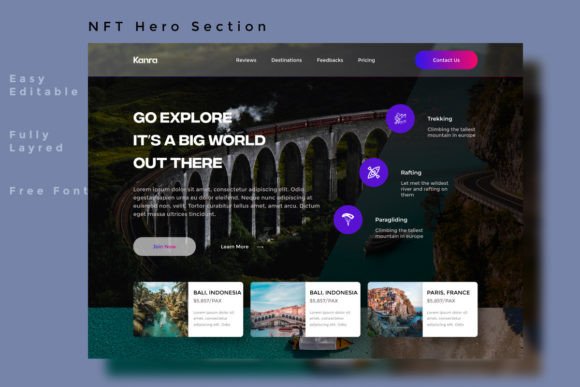 NFT Hero Section
Easy
Editable
Fully
Layred
Free Font
Kanra
Reviews
Destinations
Feedbacks
Pricing
Contact Us
GO EXPLORE
IT'S A BIG WORLD
OUT THERE
Lorem ipsum dolor sit amet, consectetur adipiscing elit. Odio
egestas sapien urna eu habitant. Neque habitant adipiscing at
euismod non, velit. Curabitur tellus amet, amet arcu. Dictum
eget mauris ultrices tincidunt.
Join Now
Learn More
Trekking
Climbing the tallest
mountain in europe
Rafting
Let met the wildest
river and rafting on
them
Paragliding
Climbing the tallest
mountain in europe
BALI, INDONESIA
$5,857/PAX
Lorem ipsum dolor sit
amet, consectetur
adipiscing elit. Odio
BALI, INDONESIA
$5,857/PAX
Lorem ipsum dolor sit
amet, consectetur
adipiscing elit. Odio
PARIS, FRANCE
$5,857/PAX
Lorem ipsum dolor sit
amet, consectetur
adipiscing elit. Odio